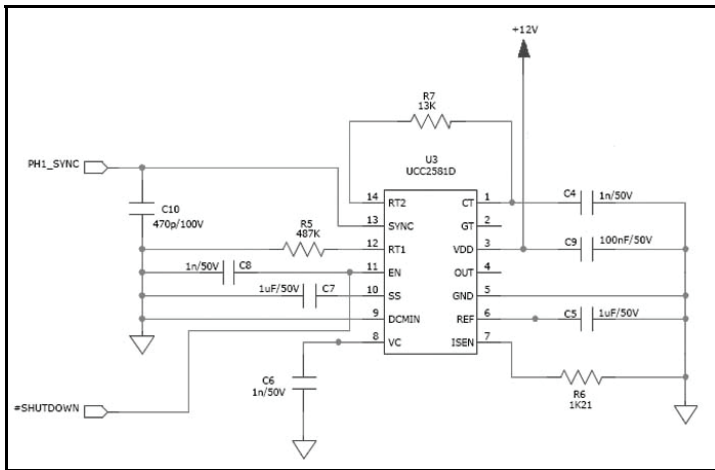 +12V
R7
13K
U3
UCC2581D
PH1_SYNC
C10
470p/100V
14 RT2 CT 1
C4 1n/50V
13 SYNC GT 2
R5
487K
12 RT1 VDD 3
C9 100nF/50V
1n/50V C8
11 EN OUT 4
1uF/50V C7
10 SS GND 5
9 DCMIN REF 6
C5 1uF/50V
8 VC ISEN 7
C6
1n/50V
R6
1K21
#SHUTDOWN